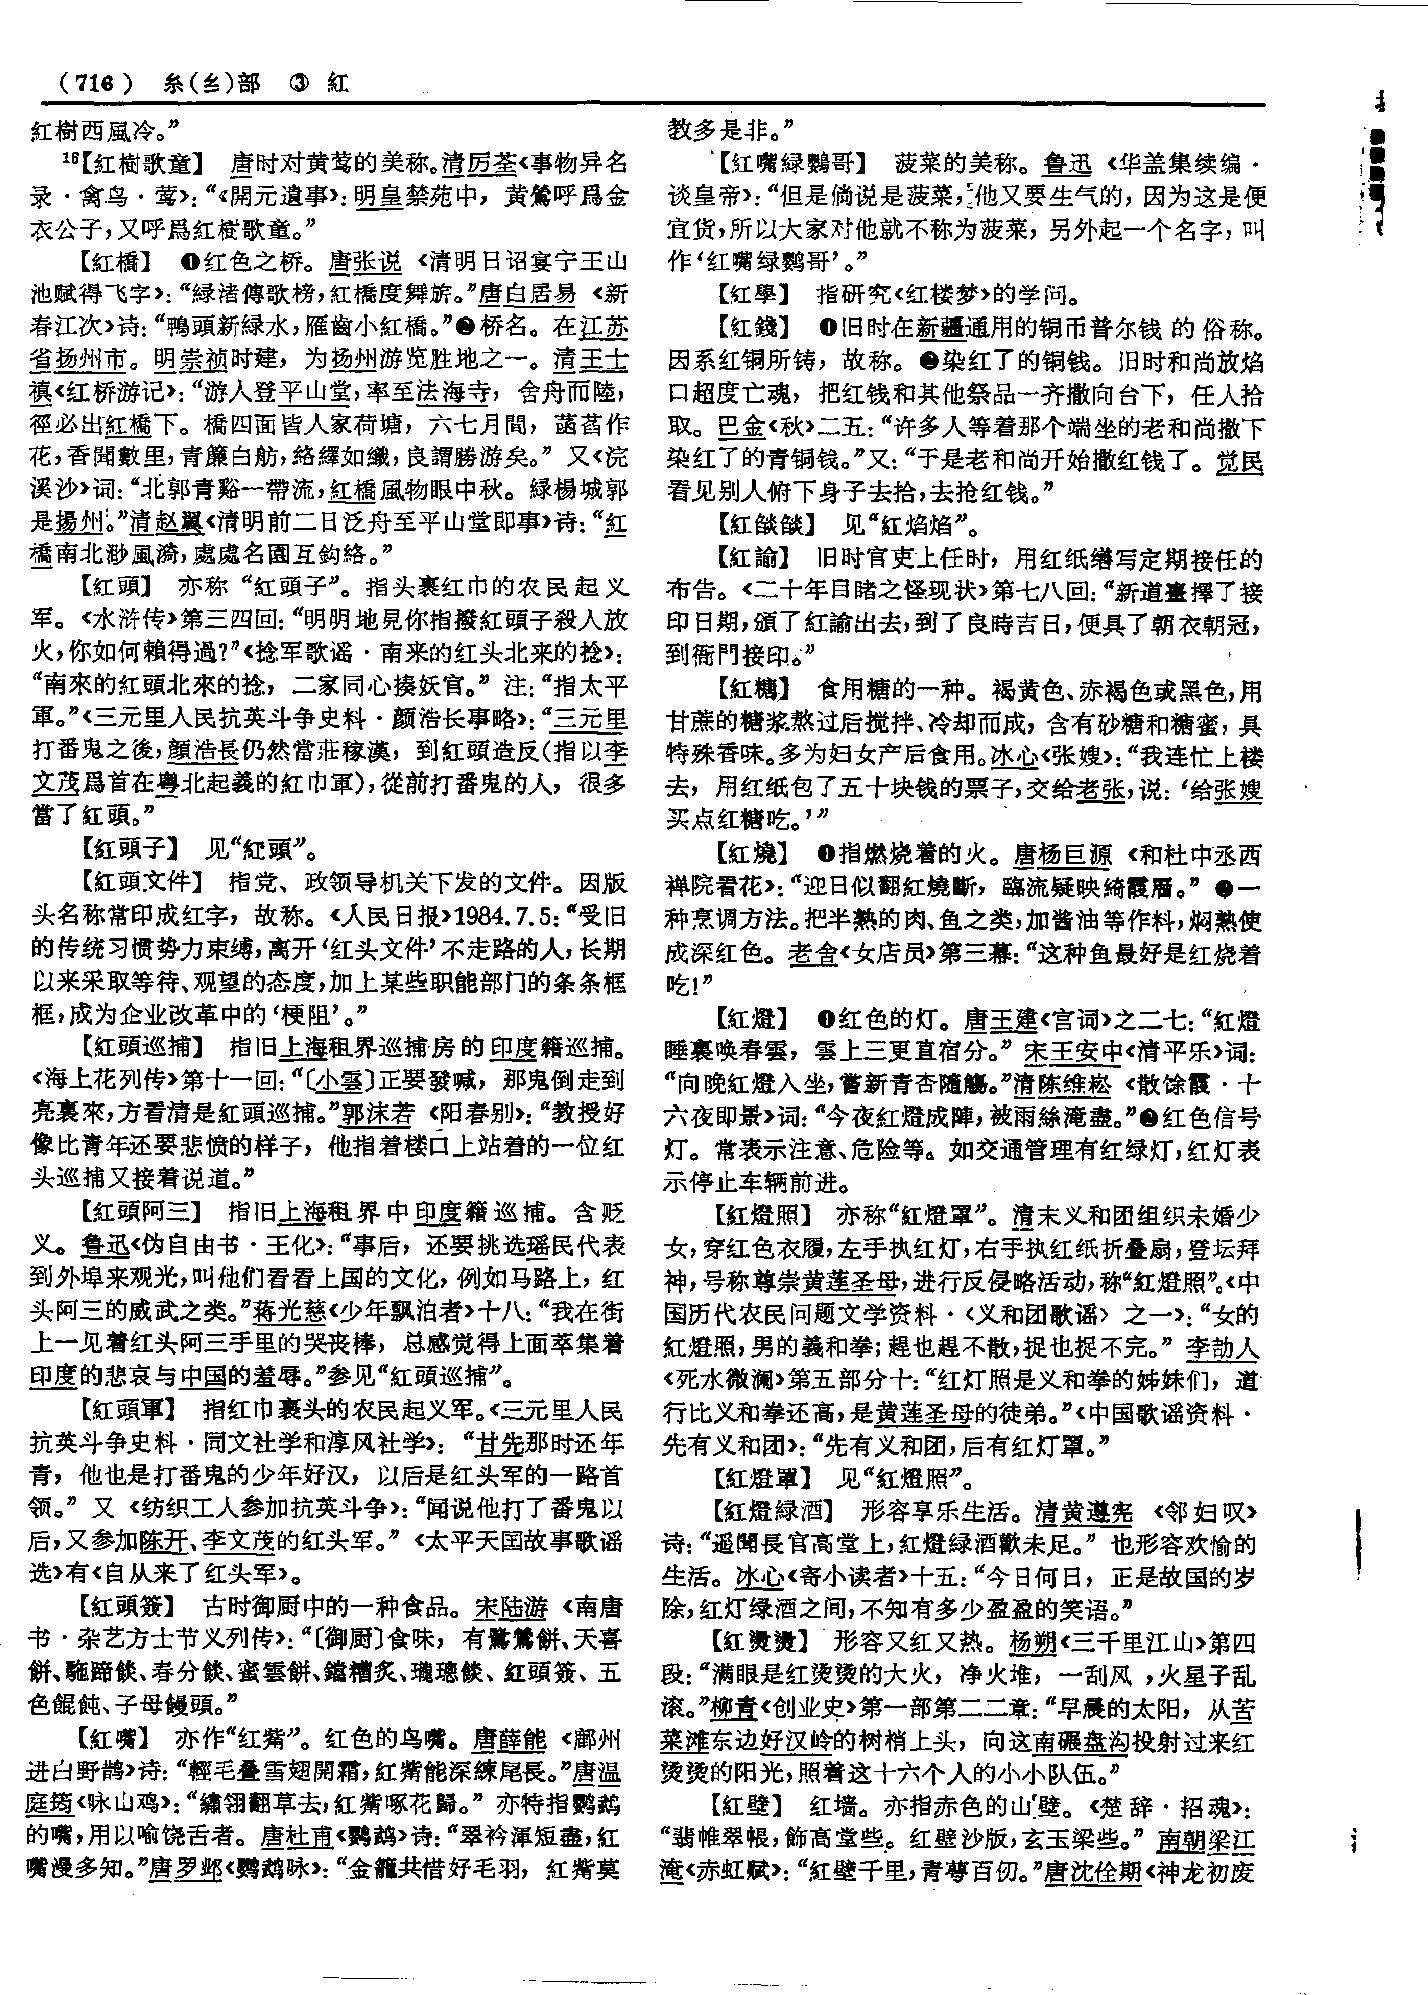 (716) 糸(纟)部 ③ 紅
紅樹西風冷。”
16【紅樹歌童】 唐时对黄莺的美称。清厉荃《事物异名
录·禽鸟·莺》:“《開元遺事》:明皇禁苑中，黄鶯呼爲金
衣公子,又呼爲紅樹歌童。”
【紅橋】 ❶红色之桥。唐张说《清明日诏宴宁王山
池赋得飞字》:“緑渚傳歌榜,紅橋度舞旂。”唐白居易《新
春江次》诗:“鴨頭新緑水,雁齒小紅橋。”❷桥名。在江苏
省扬州市。明崇祯时建，为扬州游览胜地之一。清王士
禛《红桥游记》:“游人登平山堂,率至法海寺，舍舟而陸,
徑必出紅橋下。橋四面皆人家荷塘，六七月間，菡萏作
花,香聞數里,青簾白舫,絡繹如織,良謂勝游矣。”又《浣
溪沙》词:“北郭青谿一帶流,紅橋風物眼中秋。緑楊城郭
是揚州。”清赵翼《清明前二日泛舟至平山堂即事》诗:“紅
橋南北渺風漪,處處名園互鈎絡。”
【紅頭】 亦称“紅頭子”。指头裹红巾的农民起义
军。《水浒传》第三四回:“明明地見你指撥紅頭子殺人放
火,你如何賴得過?”《捻军歌谣·南来的红头北来的捻》:
“南來的紅頭北來的捻，二家同心揍妖官。”注:“指太平
軍。”《三元里人民抗英斗争史料·颜浩长事略》:“三元里
打番鬼之後,顔浩長仍然當莊稼漢，到紅頭造反(指以李
文茂爲首在粤北起義的紅巾軍),從前打番鬼的人，很多
當了紅頭。”
【紅頭子】 见“紅頭”。
【紅頭文件】 指党、政领导机关下发的文件。因版
头名称常印成红字，故称。《人民日报》1984.7.5:“受旧
的传统习惯势力束缚,离开‘红头文件’不走路的人,长期
以来采取等待、观望的态度,加上某些职能部门的条条框
框,成为企业改革中的‘梗阻’。”
【紅頭巡捕】 指旧上海租界巡捕房的印度籍巡捕。
《海上花列传》第十一回:“〔小雲〕正要發喊，那鬼倒走到
亮裏來,方看清是紅頭巡捕。”郭沫若《阳春别》:“教授好
像比青年还要悲愤的样子，他指着楼口上站着的一位红
头巡捕又接着说道。”
【紅頭阿三】 指旧上海租界中印度籍巡捕。含贬
义。鲁迅《伪自由书·王化》:“事后，还要挑选瑶民代表
到外埠来观光,叫他们看看上国的文化,例如马路上，红
头阿三的威武之类。”蒋光慈《少年飘泊者》十八:“我在街
上一见着红头阿三手里的哭丧棒，总感觉得上面萃集着
印度的悲哀与中国的羞辱。”参见“紅頭巡捕”。
【紅頭軍】 指红巾裹头的农民起义军。《三元里人民
抗英斗争史料·同文社学和淳风社学》:“甘先那时还年
青，他也是打番鬼的少年好汉，以后是红头军的一路首
领。”又《纺织工人参加抗英斗争》:“闻说他打了番鬼以
后,又参加陈开、李文茂的红头军。”《太平天囯故事歌谣
选》有《自从来了红头军》。
【紅頭簽】 古时御厨中的一种食品。宋陆游《南唐
书·杂艺方士节义列传》:“〔御厨〕食味，有鷺鷥餅、天喜
餅、駞蹄餤、春分餤、蜜雲餅、鐺糟炙、瓏璁餤、紅頭簽、五
色餛飩、子母饅頭。”
【紅嘴】 亦作“红觜”。红色的鸟嘴。唐薛能《鄜州
进白野鹊》诗:“輕毛叠雪翅開霜,紅觜能深練尾長。”唐温
庭筠《咏山鸡》:“繡翎翻草去,紅觜啄花歸。”亦特指鹦鹉
的嘴,用以喻饶舌者。唐杜甫《鹦鹉》诗:“翠衿渾短盡,紅
嘴漫多知。”唐罗邺《鹦鹉咏》:“金籠共惜好毛羽，紅觜莫
教多是非。”
【紅嘴緑鸚哥】 菠菜的美称。鲁迅《华盖集续编·
谈皇帝》:“但是倘说是菠菜,他又要生气的,因为这是便
宜货,所以大家对他就不称为菠菜，另外起一个名字，叫
作‘红嘴绿鹦哥’。”
【紅學】 指研究《红楼梦》的学问。
【紅錢】 ❶旧时在新疆通用的铜币普尔钱的俗称。
因系红铜所铸，故称。❷染红了的铜钱。旧时和尚放焰
口超度亡魂，把红钱和其他祭品一齐撒向台下，任人拾
取。巴金《秋》二五:“许多人等着那个端坐的老和尚撒下
染红了的青铜钱。”又:“于是老和尚开始撒红钱了。觉民
看见别人俯下身子去拾,去抢红钱。”
【紅燄燄】 见“紅焰焰”。
【紅諭】 旧时官吏上任时，用红纸缮写定期接任的
布告。《二十年目睹之怪现状》第七八回:“新道臺擇了接
印日期,頒了紅諭出去,到了良時吉日,便具了朝衣朝冠，
到衙門接印。”
【紅糖】 食用糖的一种。褐黄色、赤褐色或黑色,用
甘蔗的糖浆熬过后搅拌、冷却而成，含有砂糖和糖蜜，具
特殊香味。多为妇女产后食用。冰心《张嫂》:“我连忙上楼
去，用红纸包了五十块钱的票子,交给老张,说:‘给张嫂
买点红糖吃。’”
【紅燒】 ❶指燃烧着的火。唐杨巨源《和杜中丞西
禅院看花》:“迎日似翻紅燒斷，臨流疑映綺霞層。”❷一
种烹调方法。把半熟的肉、鱼之类,加酱油等作料,焖熟使
成深红色。老舍《女店员》第三幕:“这种鱼最好是红烧着
吃!”
【紅燈】 ❶红色的灯。唐王建《宫词》之二七:“紅燈
睡裏唤春雲，雲上三更直宿分。”宋王安中《清平乐》词:
“向晚紅燈入坐,嘗新青杏隨觴。”清陈维崧《散馀霞·十
六夜即景》词:“今夜紅燈成陣,被雨絲淹盡。”❷红色信号
灯。常表示注意、危险等。如交通管理有红绿灯,红灯表
示停止车辆前进。
【紅燈照】 亦称“紅燈罩”。清末义和团组织未婚少
女,穿红色衣履,左手执红灯,右手执红纸折叠扇,登坛拜
神,号称尊崇黄莲圣母,进行反侵略活动,称“紅燈照”。《中
国历代农民问题文学资料·〈义和团歌谣〉之一》:“女的
紅燈照,男的義和拳;趕也趕不散,捉也捉不完。”李劼人
《死水微澜》第五部分十:“红灯照是义和拳的姊妹们，道
行比义和拳还高,是黄莲圣母的徒弟。”《中国歌谣资料·
先有义和团》:“先有义和团,后有红灯罩。”
【紅燈罩】 见“紅燈照”。
【紅燈緑酒】 形容享乐生活。清黄遵宪《邻妇叹》
诗:“遥聞長官高堂上,紅燈緑酒歡未足。”也形容欢愉的
生活。冰心《寄小读者》十五:“今日何日，正是故国的岁
除,红灯绿酒之间,不知有多少盈盈的笑语。”
【紅燙燙】 形容又红又热。杨朔《三千里江山》第四
段:“满眼是红烫烫的大火，净火堆，一刮风,火星子乱
滚。”柳青《创业史》第一部第二二章:“早晨的太阳，从苦
菜滩东边好汉岭的树梢上头，向这南碾盘沟投射过来红
烫烫的阳光,照着这十六个人的小小队伍。”
【紅壁】 红墙。亦指赤色的山壁。《楚辞·招魂》:
“翡帷翠帳,飾高堂些。紅壁沙版,玄玉梁些。”南朝梁江
淹《赤虹赋》:“紅壁千里,青萼百仞。”唐沈佺期《神龙初废